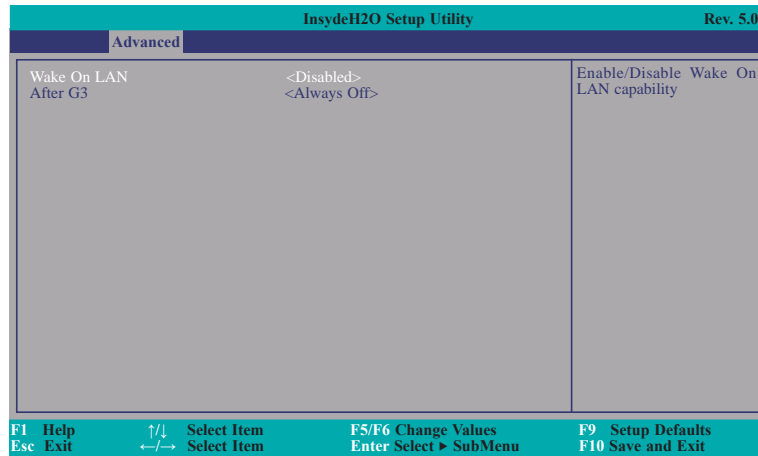 InsydeH2O Setup Utility Rev. 5.0
Advanced
Wake On LAN <Disabled>
After G3 <Always Off>
Enable/Disable Wake On
LAN capability
F1 Help ↑/↓ Select Item F5/F6 Change Values F9 Setup Defaults
Esc Exit ←/→ Select Item Enter Select ► SubMenu F10 Save and Exit